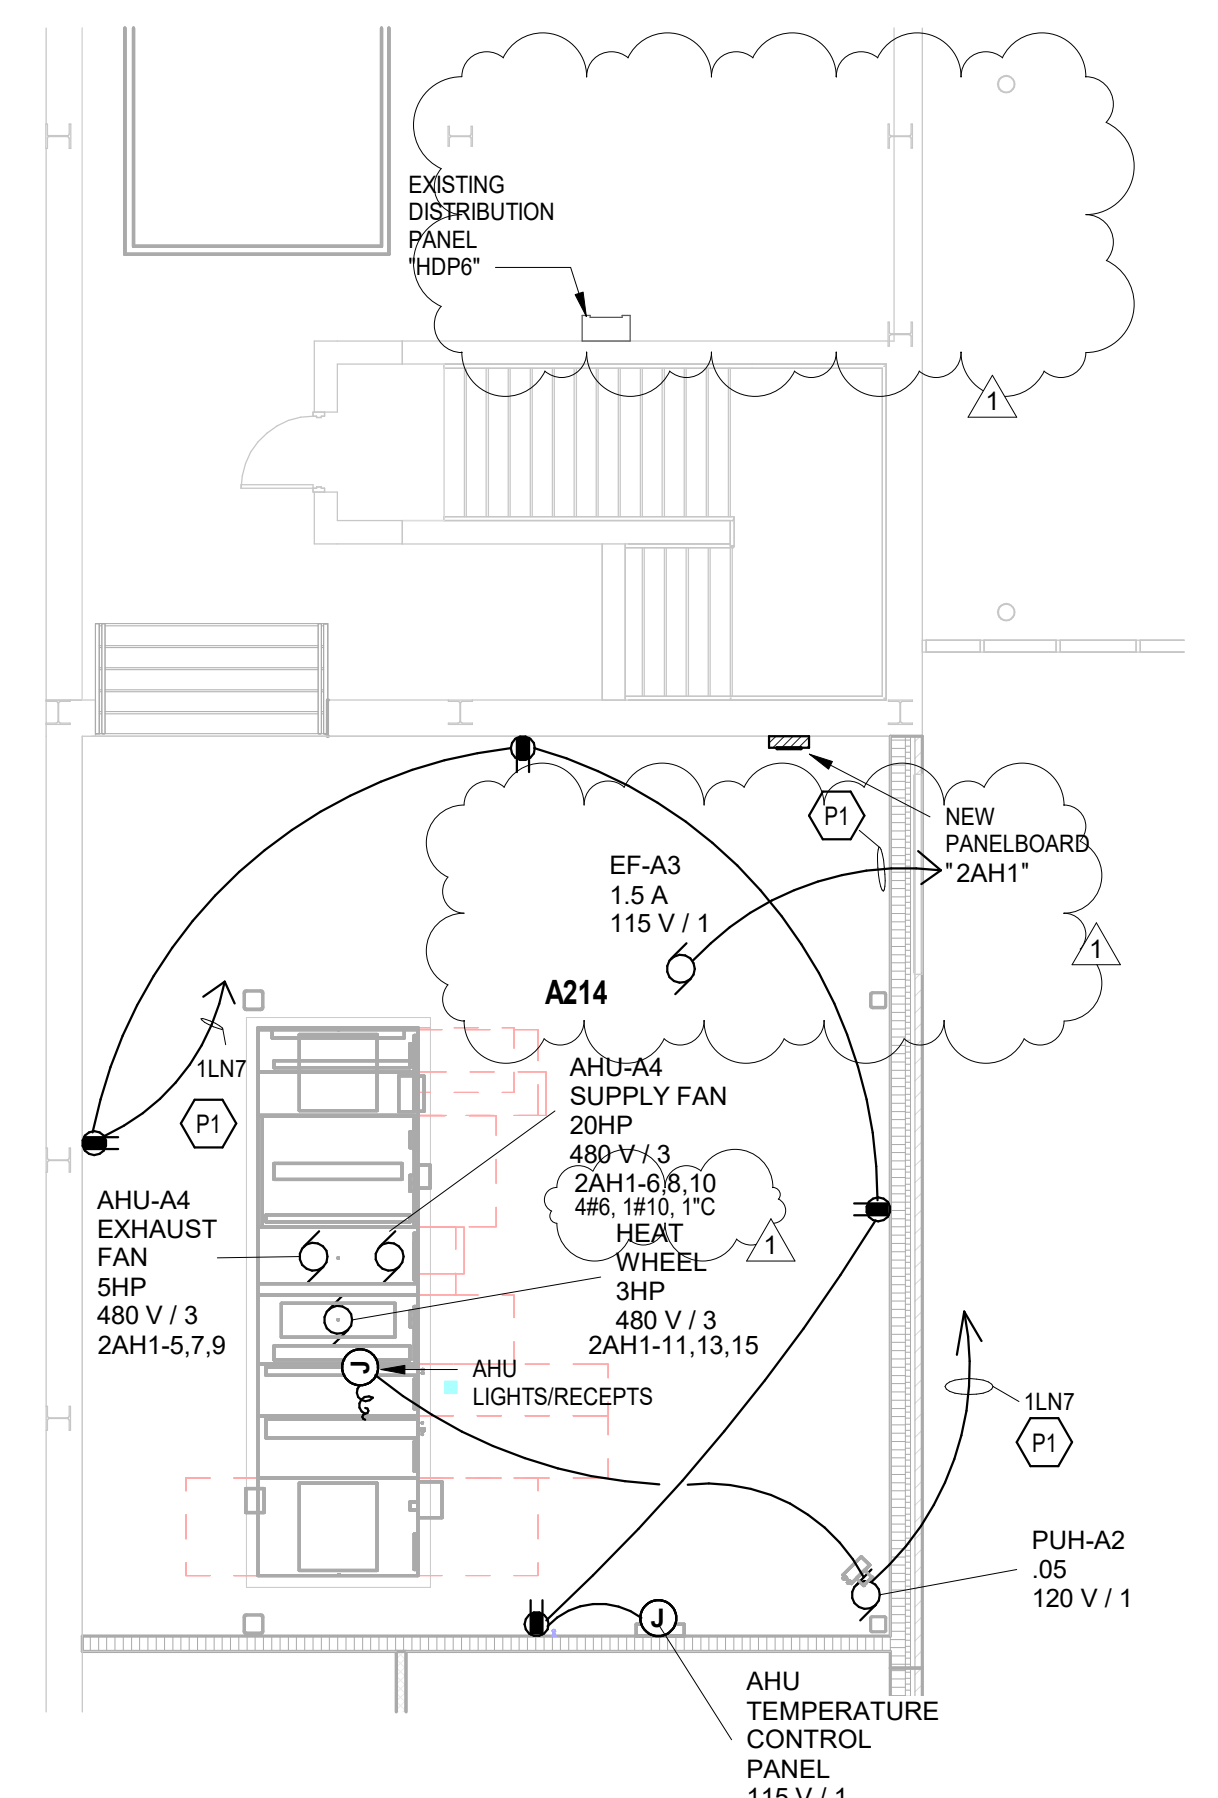 EXISTING
DISTRIBUTION
PANEL
"HDP6"
1
P1
NEW
PANELBOARD
"2AH1"
EF-A3
1.5 A
115 V / 1
1
A214
1LN7
P1
AHU-A4
SUPPLY FAN
20HP
480 V / 3
2AH1-6,8,10
4#6, 1#10, 1"C
1
AHU-A4
EXHAUST
FAN
5HP
480 V / 3
2AH1-5,7,9
HEAT
WHEEL
3HP
480 V / 3
2AH1-11,13,15
J
AHU
LIGHTS/RECEPTS
1LN7
P1
PUH-A2
.05
120 V / 1
J
AHU
TEMPERATURE
CONTROL
PANEL
115 V / 1